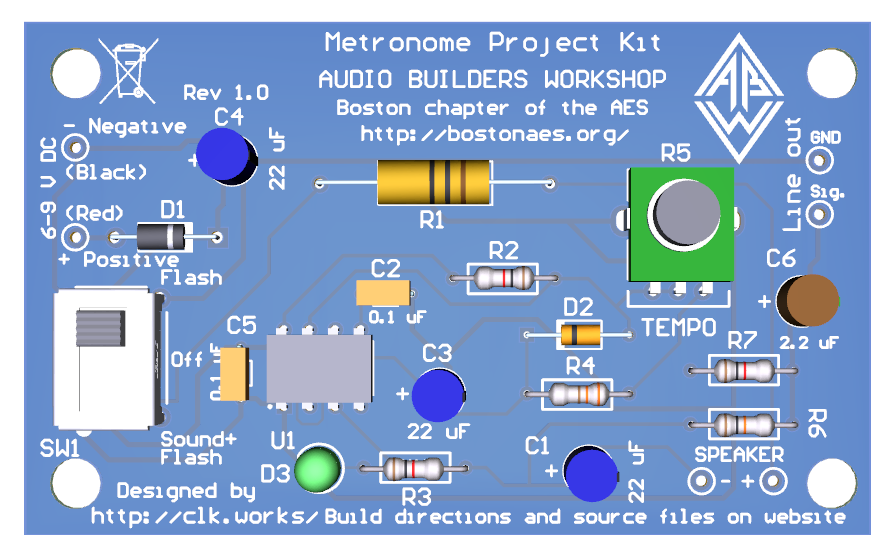 Metronome Project Kit
AUDIO BUILDERS WORKSHOP
Boston chapter of the AES
http://bostonaes.org/
ABW
Rev 1.0
C4
22 uF
- Negative
(Black)
6-9 V DC
(Red)
+ Positive
D1
+
R1
R5
TEMPO
Line out
GND
Sig.
Flash
Off
Sound+
Flash
SW1
C5
0.1 uF
C2
0.1 uF
R2
D2
R4
C3
+
22 uF
C6
+
2.2 uF
R7
R6
U1
D3
R3
C1
+
22 uF
SPEAKER
- +
Designed by
http://clk.works/ Build directions and source files on website